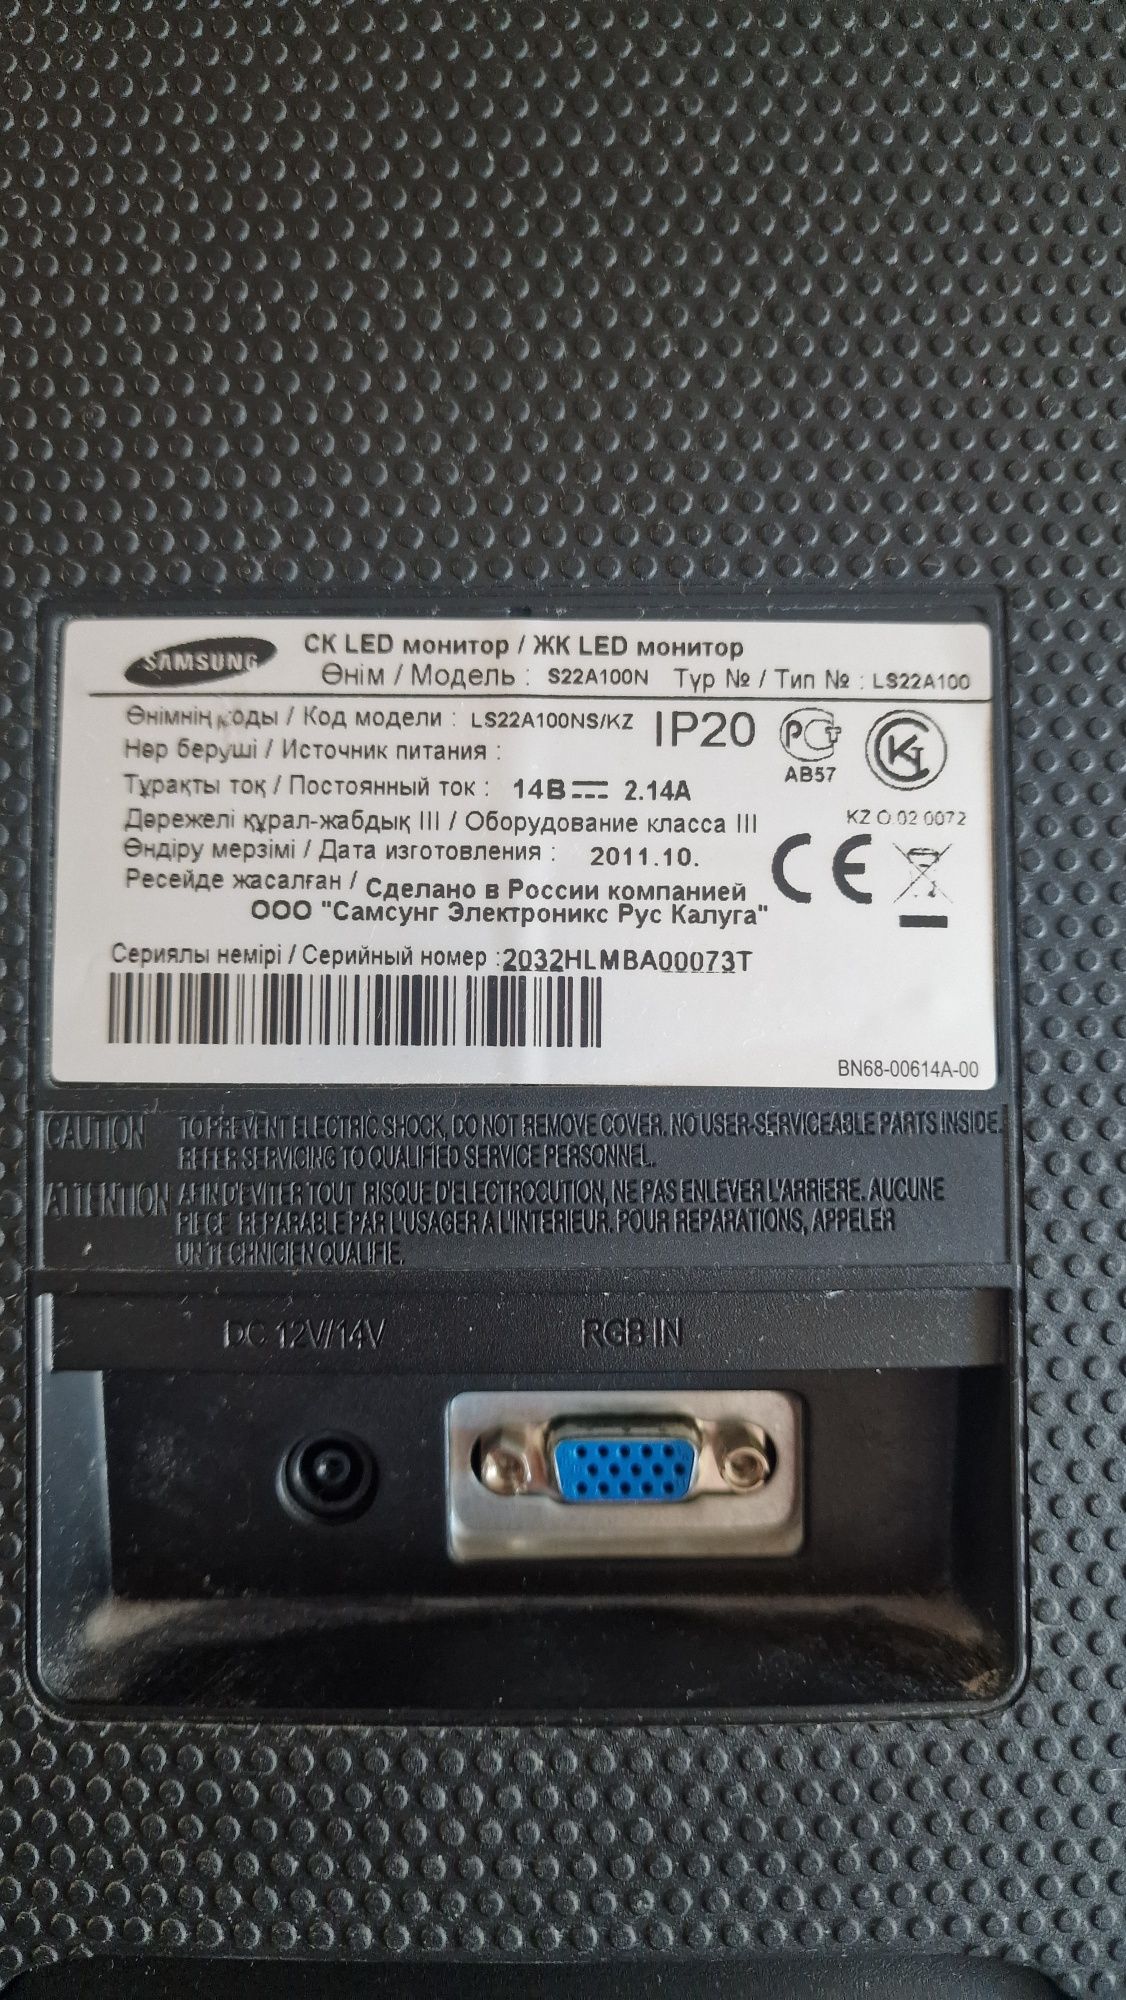 SAMSUNG
СК LED монитор / ЖК LED монитор
Өнім / Модель : S22A100N Түр № / Тип № : LS22A100
Өнімнің коды / Код модели : LS22A100NS/KZ IP20
Нəр беруші / Источник питания :
АВ57
Тұрақты тоқ / Постоянный ток : 14В 2.14А
Дəрежелі құрал-жабдық III / Оборудование класса III
KZ O.02.0072
Өндіру мерзімі / Дата изготовления : 2011.10.
CE
Ресейде жасалған / Сделано в России компанией
ООО "Самсунг Электроникс Рус Калуга"
Сериялы немірі / Серийный номер :2032HLMBA00073T
BN68-00614A-00
CAUTION TO PREVENT ELECTRIC SHOCK, DO NOT REMOVE COVER. NO USER-SERVICEABLE PARTS INSIDE.
REFER SERVICING TO QUALIFIED SERVICE PERSONNEL.
ATTENTION AFIN D'EVITER TOUT RISQUE D'ELECTROCUTION, NE PAS ENLEVER L'ARRIERE. AUCUNE
PIECE REPARABLE PAR L'USAGER A L'INTERIEUR. POUR REPARATIONS, APPELER
UN TECHNICIEN QUALIFIE.
DC 12V/14V RGB IN